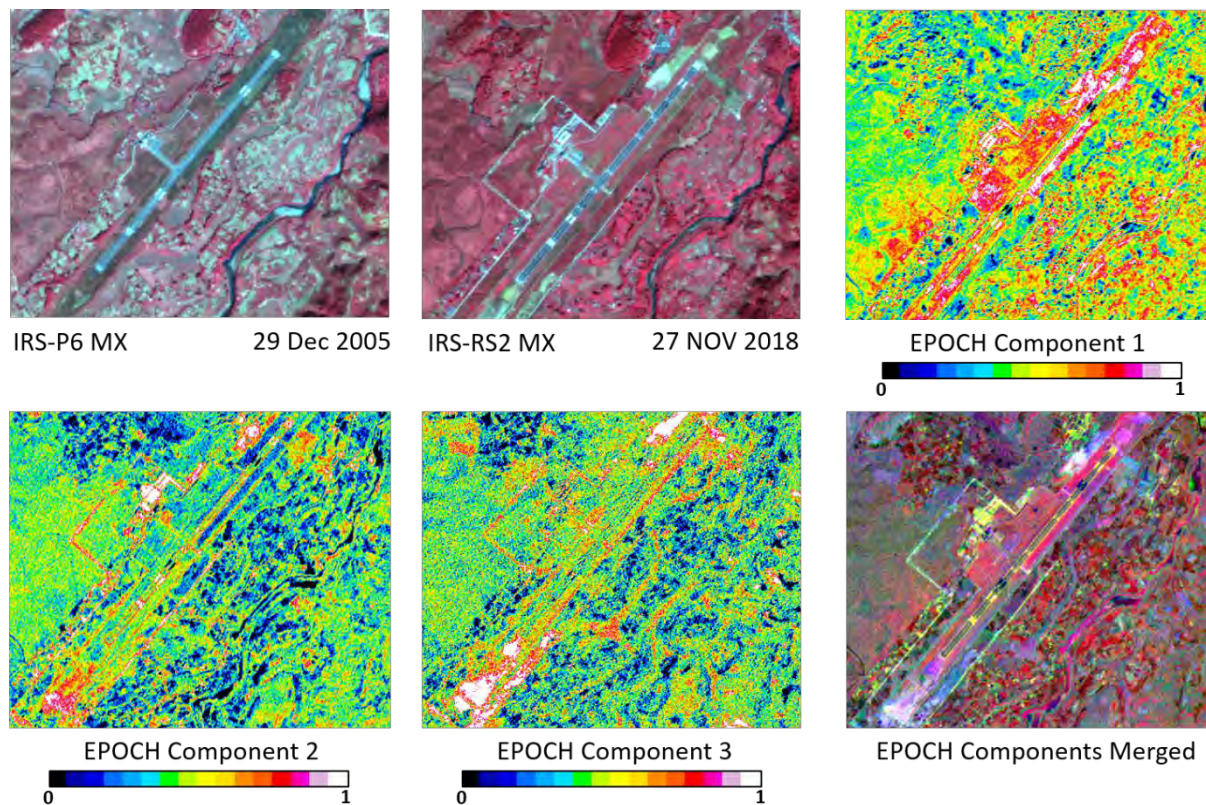 IRS-P6 MX 29 Dec 2005
IRS-RS2 MX 27 NOV 2018
EPOCH Component 1
0 1
EPOCH Component 2
0 1
EPOCH Component 3
0 1
EPOCH Components Merged